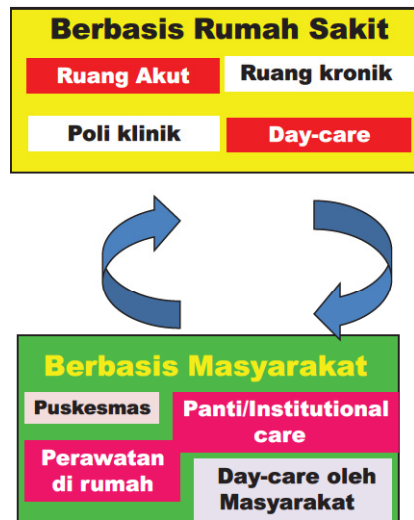 Berbasis Rumah Sakit
Ruang Akut
Ruang kronik
Poli klinik
Day-care
Berbasis Masyarakat
Puskesmas
Panti/Institutional
care
Perawatan
di rumah
Day-care oleh
Masyarakat